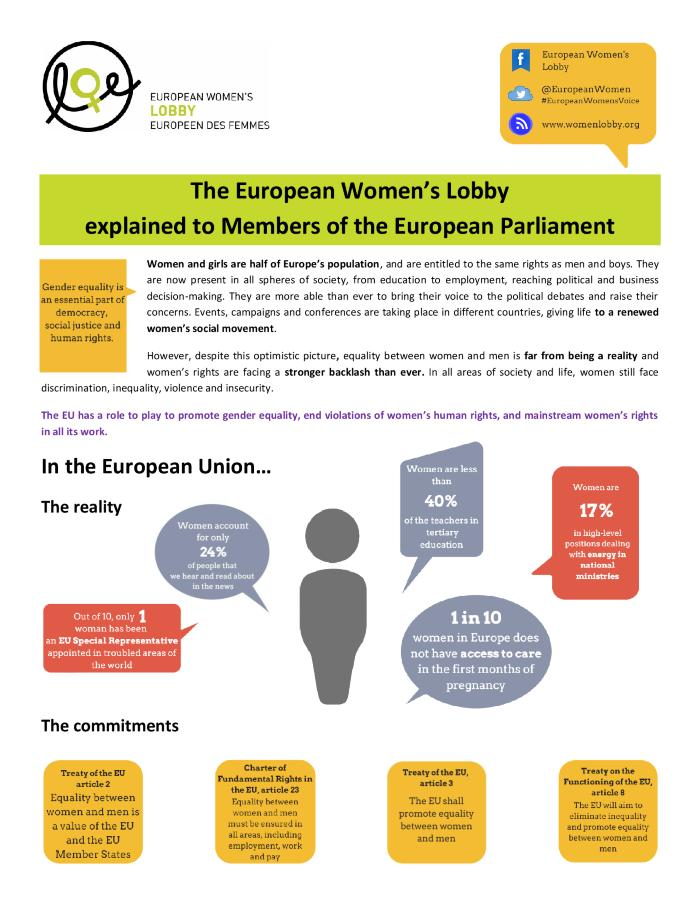 lqe
EUROPEAN WOMEN'S
LOBBY
EUROPEEN DES FEMMES
European Women's
Lobby
@EuropeanWomen
#EuropeanWomensVoice
www.womenlobby.org
The European Women's Lobby
explained to Members of the European Parliament
Gender equality is
an essential part of
democracy,
social justice and
human rights.
Women and girls are half of Europe's population, and are entitled to the same rights as men and boys. They
are now present in all spheres of society, from education to employment, reaching political and business
decision-making. They are more able than ever to bring their voice to the political debates and raise their
concerns. Events, campaigns and conferences are taking place in different countries, giving life to a renewed
women's social movement.
However, despite this optimistic picture, equality between women and men is far from being a reality and
women's rights are facing a stronger backlash than ever. In all areas of society and life, women still face
discrimination, inequality, violence and insecurity.
The EU has a role to play to promote gender equality, end violations of women's human rights, and mainstream women's rights
in all its work.
In the European Union…
The reality
Women account
for only
24%
of people that
we hear and read about
in the news
Women are less
than
40%
of the teachers in
tertiary
education
Women are
17%
in high-level
positions dealing
with energy in
national
ministries
Out of 10, only 1
woman has been
an EU Special Representative
appointed in troubled areas of
the world
1 in 10
women in Europe does
not have access to care
in the first months of
pregnancy
The commitments
Treaty of the EU
article 2
Equality between
women and men is
a value of the EU
and the EU
Member States
Charter of
Fundamental Rights in
the EU, article 23
Equality between
women and men
must be ensured in
all areas, including
employment, work
and pay
Treaty of the EU,
article 3
The EU shall
promote equality
between women
and men
Treaty on the
Functioning of the EU,
article 8
The EU will aim to
eliminate inequality
and promote equality
between women and
men